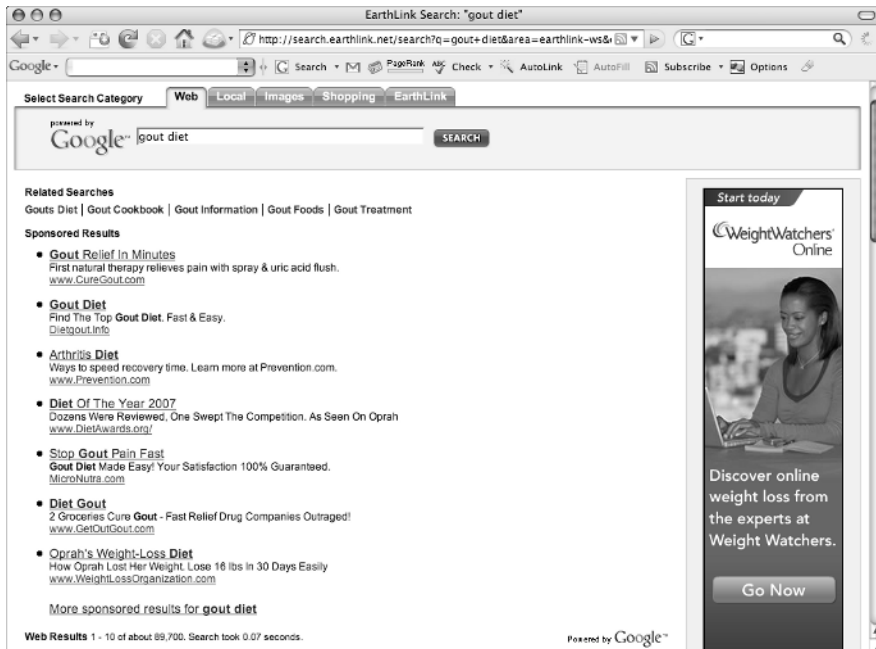 EarthLink Search: "gout diet"
http://search.earthlink.net/search?q=gout+diet&area=earthlink-ws&
G
Google
Search
PageRank
ABC
Check
AutoLink
AutoFill
Subscribe
Options
Select Search Category
Web
Local
Images
Shopping
EarthLink
powered by
Google™
gout diet
SEARCH
Related Searches
Gouts Diet | Gout Cookbook | Gout Information | Gout Foods | Gout Treatment
Sponsored Results
Gout Relief In Minutes
First natural therapy relieves pain with spray & uric acid flush.
www.CureGout.com
Gout Diet
Find The Top Gout Diet. Fast & Easy.
Dietgout.Info
Arthritis Diet
Ways to speed recovery time. Learn more at Prevention.com.
www.Prevention.com
Diet Of The Year 2007
Dozens Were Reviewed, One Swept The Competition. As Seen On Oprah
www.DietAwards.org/
Stop Gout Pain Fast
Gout Diet Made Easy! Your Satisfaction 100% Guaranteed.
MicroNutra.com
Diet Gout
2 Groceries Cure Gout - Fast Relief Drug Companies Outraged!
www.GetOutGout.com
Oprah's Weight-Loss Diet
How Oprah Lost Her Weight. Lose 16 lbs In 30 Days Easily
www.WeightLossOrganization.com
More sponsored results for gout diet
Web Results 1 - 10 of about 89,700. Search took 0.07 seconds.
Powered by Google™
Start today
WeightWatchers
Online
Discover online
weight loss from
the experts at
Weight Watchers.
Go Now